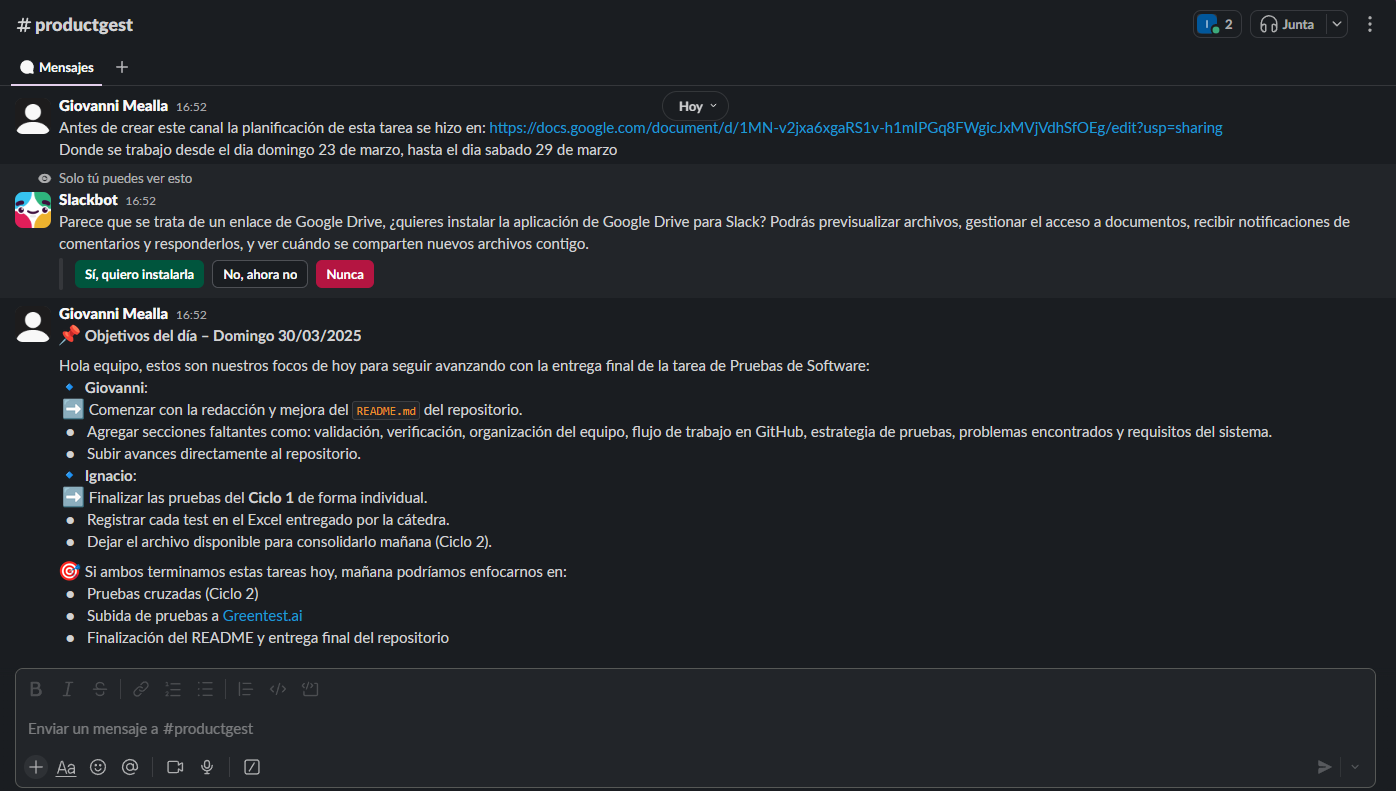 # productgest
I 2 Junta
Mensajes
Hoy
Giovanni Mealla 16:52
Antes de crear este canal la planificación de esta tarea se hizo en: https://docs.google.com/document/d/1MN-v2jxa6xgaRS1v-h1mIPGq8FWgicJxMVjVdhSfOEg/edit?usp=sharing
Donde se trabajo desde el dia domingo 23 de marzo, hasta el dia sabado 29 de marzo
Solo tú puedes ver esto
Slackbot 16:52
Parece que se trata de un enlace de Google Drive, ¿quieres instalar la aplicación de Google Drive para Slack? Podrás previsualizar archivos, gestionar el acceso a documentos, recibir notificaciones de
comentarios y responderlos, y ver cuándo se comparten nuevos archivos contigo.
Sí, quiero instalarla No, ahora no Nunca
Giovanni Mealla 16:52
📌 Objetivos del día – Domingo 30/03/2025
Hola equipo, estos son nuestros focos de hoy para seguir avanzando con la entrega final de la tarea de Pruebas de Software:
🔹 Giovanni:
➡️ Comenzar con la redacción y mejora del README.md del repositorio.
● Agregar secciones faltantes como: validación, verificación, organización del equipo, flujo de trabajo en GitHub, estrategia de pruebas, problemas encontrados y requisitos del sistema.
● Subir avances directamente al repositorio.
🔹 Ignacio:
➡️ Finalizar las pruebas del Ciclo 1 de forma individual.
● Registrar cada test en el Excel entregado por la cátedra.
● Dejar el archivo disponible para consolidarlo mañana (Ciclo 2).
🎯 Si ambos terminamos estas tareas hoy, mañana podríamos enfocarnos en:
● Pruebas cruzadas (Ciclo 2)
● Subida de pruebas a Greentest.ai
● Finalización del README y entrega final del repositorio
B I S
Enviar un mensaje a #productgest
+ Aa @